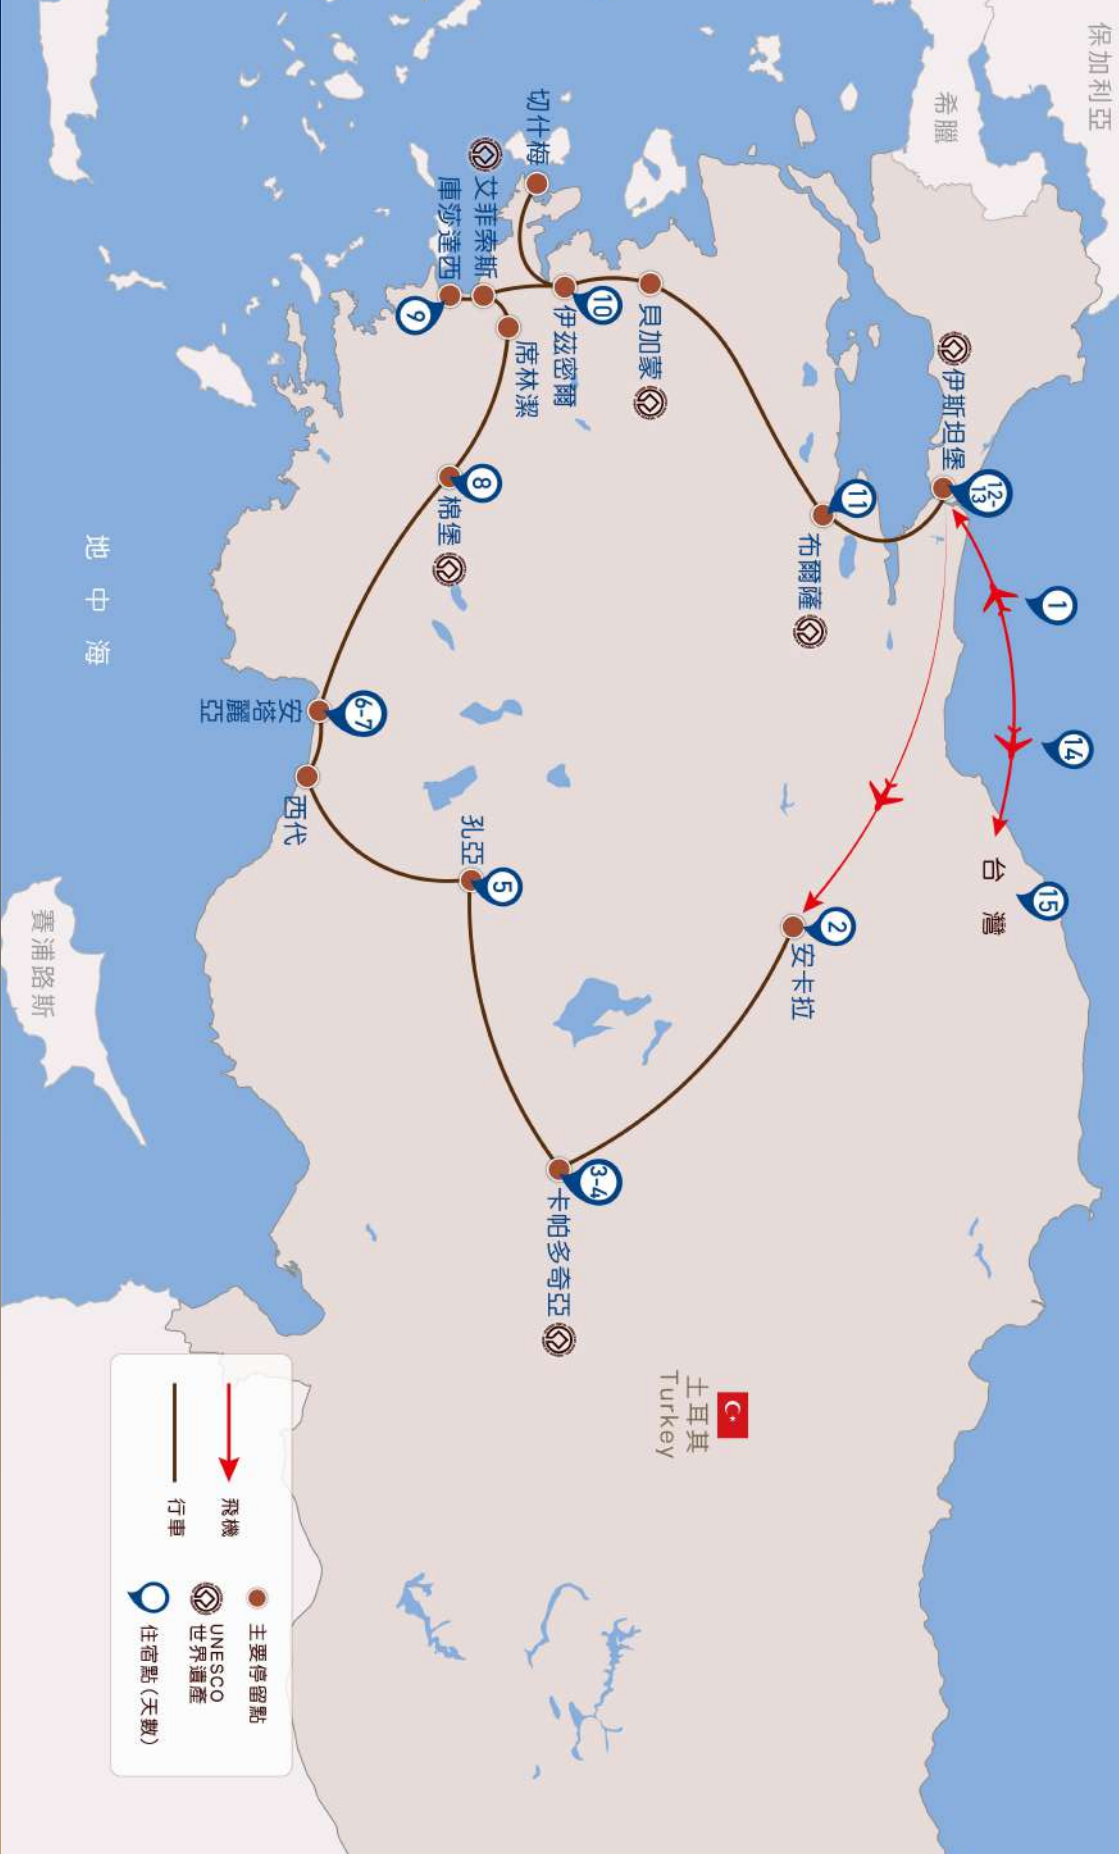 保加利亞
希臘
1
14
15
台灣
伊斯坦堡
12-
13
11
布爾薩
2
安卡拉
貝加蒙
10
伊茲密爾
切什梅
艾菲索斯
庫莎達西
9
席林潔
8
棉堡
6-7
安塔麗亞
西代
孔亞
5
3-4
卡帕多奇亞
土耳其
Turkey
地中海
賽浦路斯
飛機
行車
主要停留點
UNESCO
世界遺產
住宿點(天數)